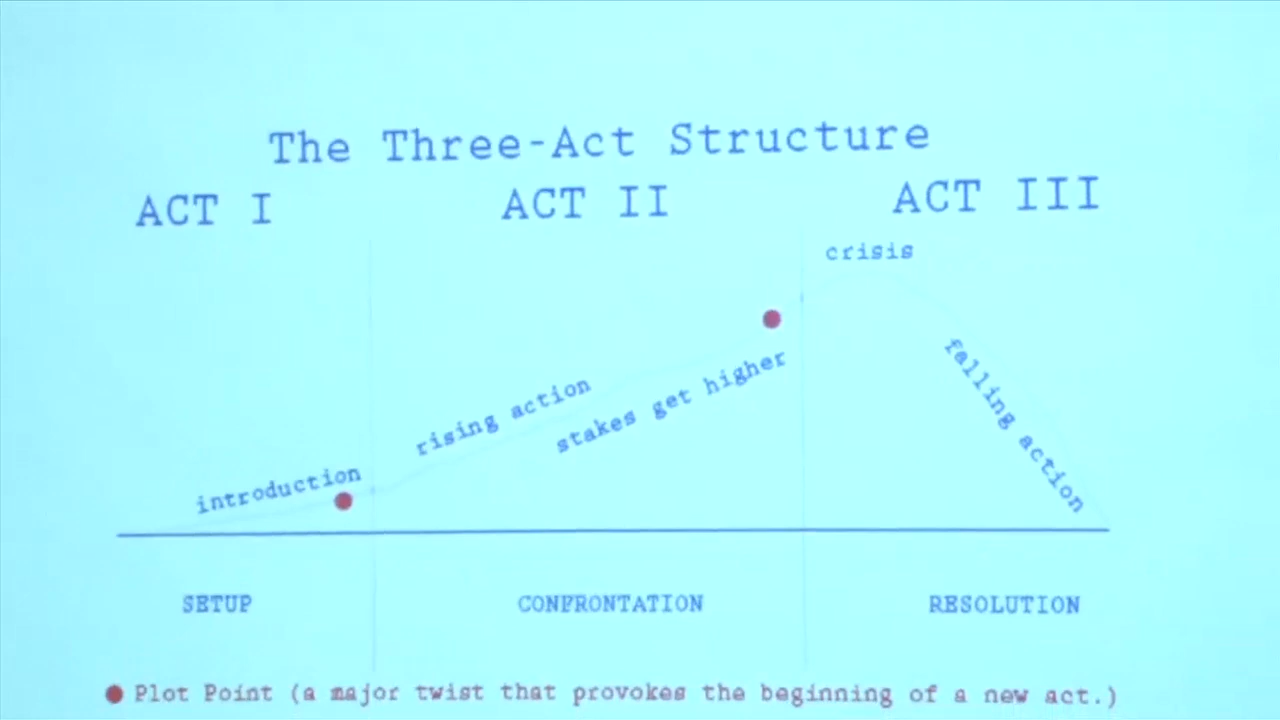 The Three-Act Structure
ACT I
ACT II
ACT III
crisis
rising action
stakes get higher
falling action
introduction
SETUP
CONFRONTATION
RESOLUTION
Plot Point (a major twist that provokes the beginning of a new act.)